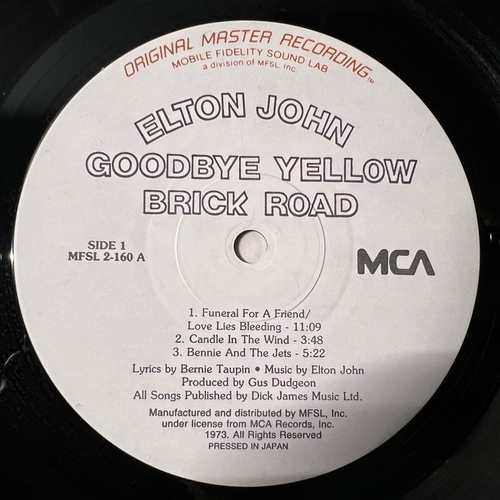 ORIGINAL MASTER RECORDING™
MOBILE FIDELITY SOUND LAB
a division of MFSL, Inc.
ELTON JOHN
GOODBYE YELLOW
BRICK ROAD
SIDE 1
MFSL 2-160 A
MCA
1. Funeral For A Friend/
Love Lies Bleeding - 11:09
2. Candle In The Wind - 3:48
3. Bennie And The Jets - 5:22
Lyrics by Bernie Taupin • Music by Elton John
Produced by Gus Dudgeon
All Songs Published by Dick James Music Ltd.
Manufactured and distributed by MFSL, Inc.
under license from MCA Records, Inc.
1973. All Rights Reserved
PRESSED IN JAPAN